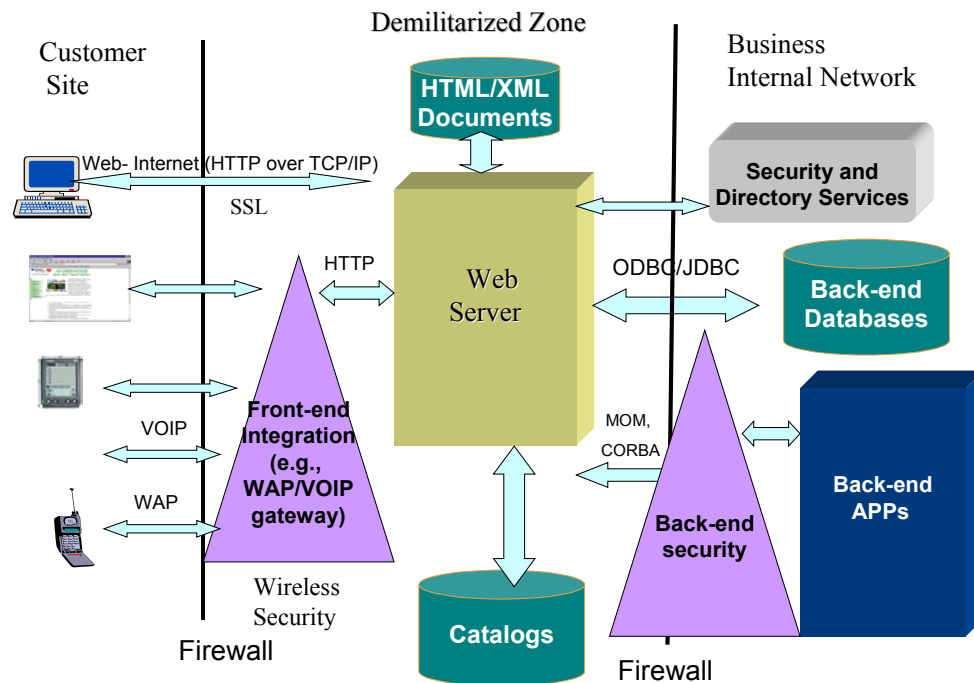 Demilitarized Zone
Customer
Site
Business
Internal Network
HTML/XML
Documents
Web- Internet (HTTP over TCP/IP)
SSL
Security and
Directory Services
HTTP
Web
Server
ODBC/JDBC
Back-end
Databases
VOIP
WAP
Front-end
Integration
(e.g.,
WAP/VOIP
gateway)
MOM,
CORBA
Back-end
security
Back-end
APPs
Wireless
Security
Catalogs
Firewall
Firewall